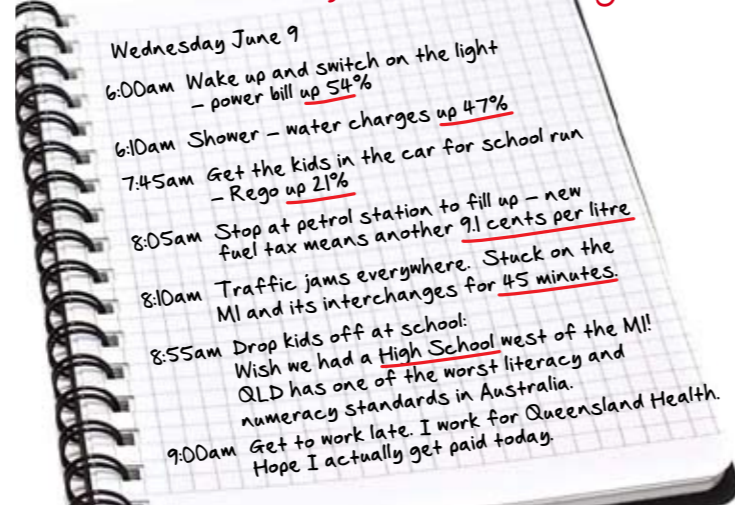 Wednesday June 9
6:00am Wake up and switch on the light
– power bill up 54%
6:10am Shower – water charges up 47%
7:45am Get the kids in the car for school run
– Rego up 21%
8:05am Stop at petrol station to fill up – new
fuel tax means another 9.1 cents per litre
8:10am Traffic jams everywhere. Stuck on the
M1 and its interchanges for 45 minutes.
8:55am Drop kids off at school:
Wish we had a High School west of the M1!
QLD has one of the worst literacy and
numeracy standards in Australia.
9:00am Get to work late. I work for Queensland Health.
Hope I actually get paid today.